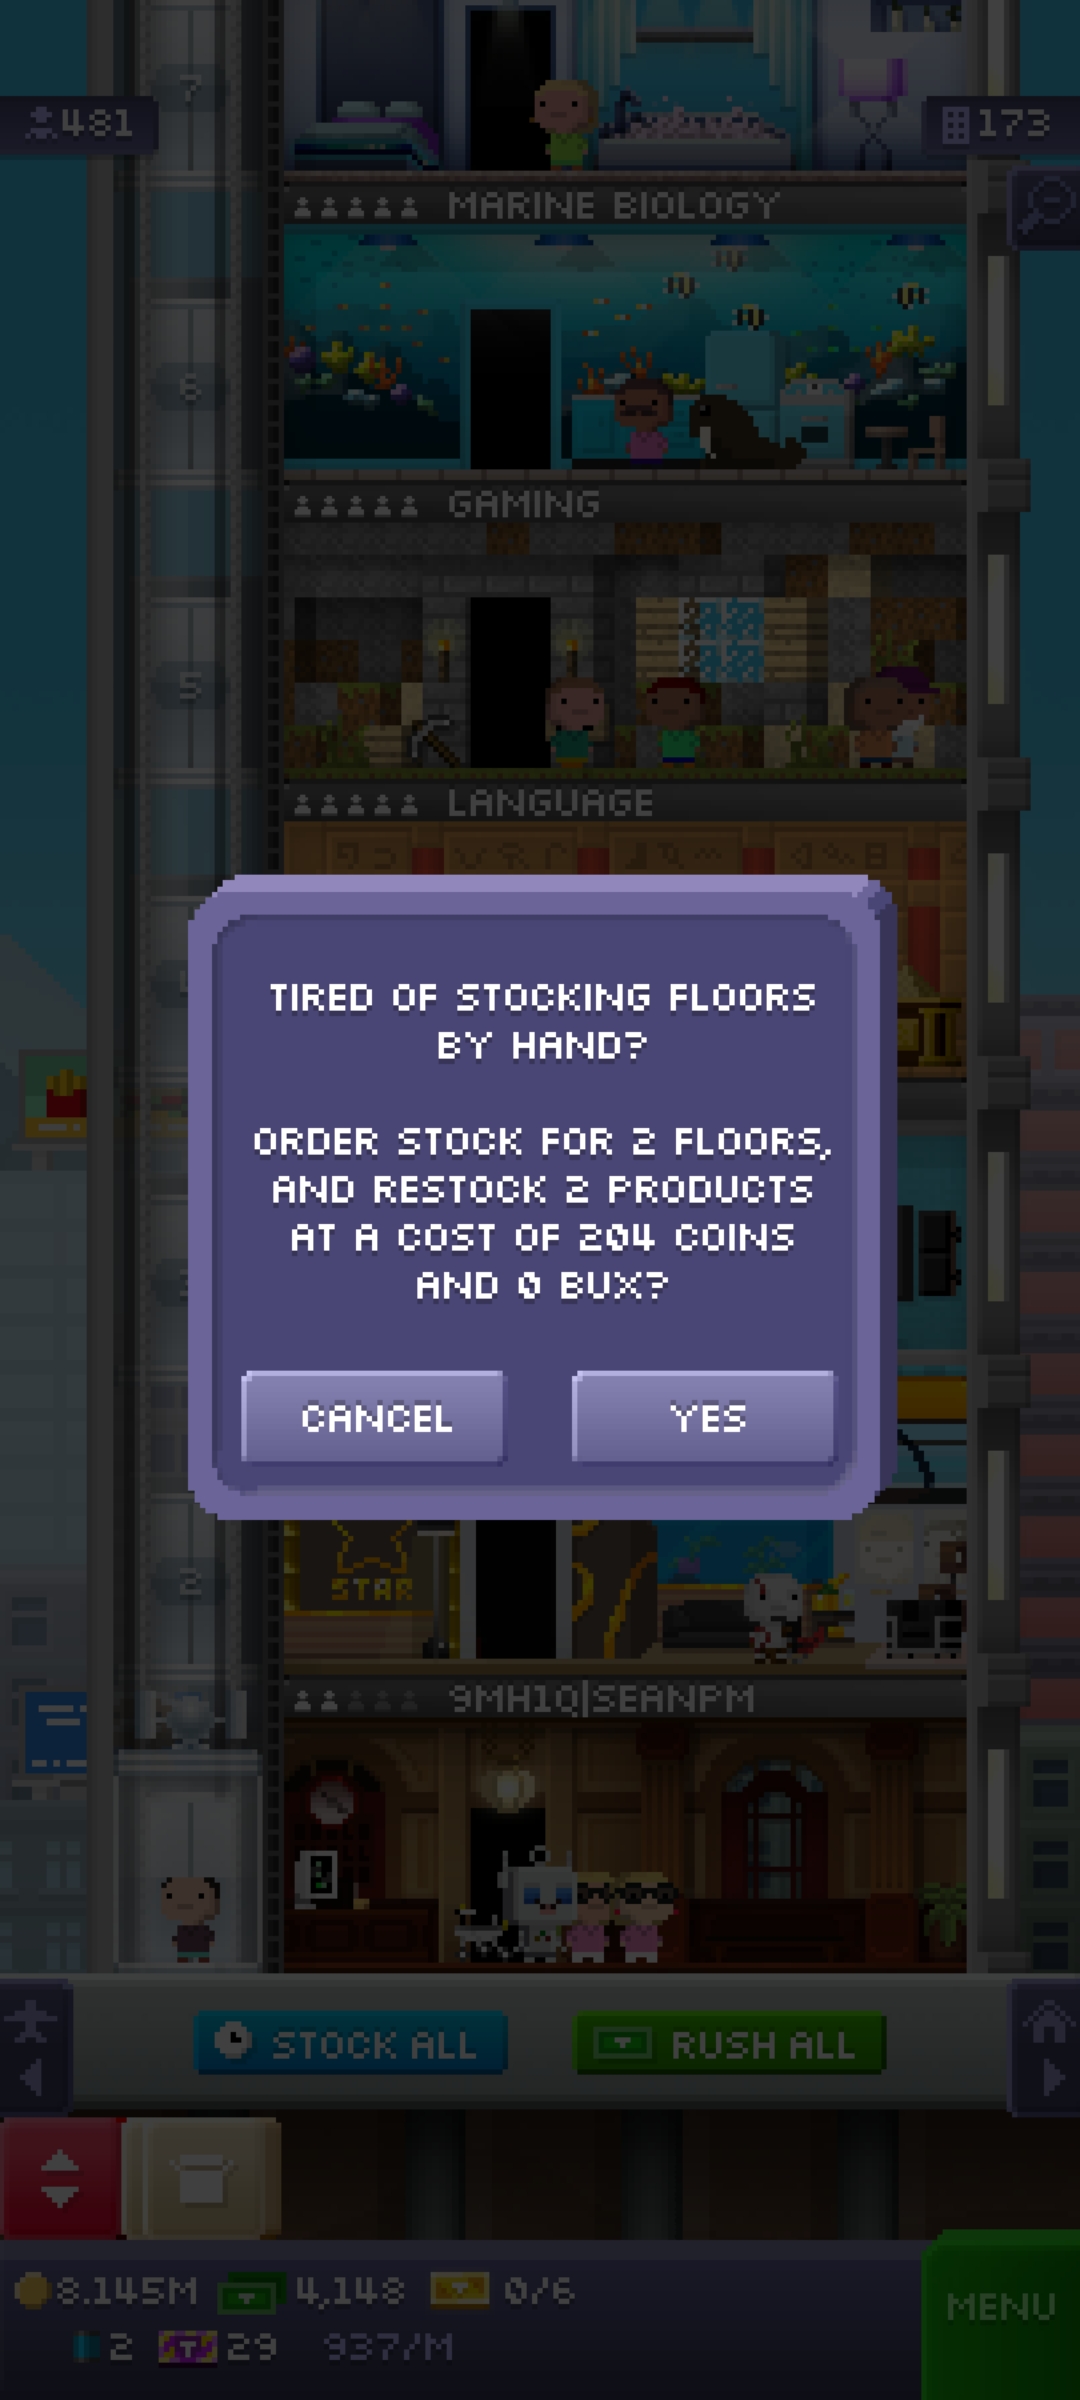 7
481
173
MARINE BIOLOGY
6
GAMING
5
LANGUAGE
TIRED OF STOCKING FLOORS
BY HAND?
ORDER STOCK FOR 2 FLOORS,
AND RESTOCK 2 PRODUCTS
AT A COST OF 204 COINS
AND 0 BUX?
CANCEL
YES
STAR
2
9MH1Q|SEANPM
STOCK ALL
RUSH ALL
8.145M
4,148
0/6
MENU
2
29
937/M